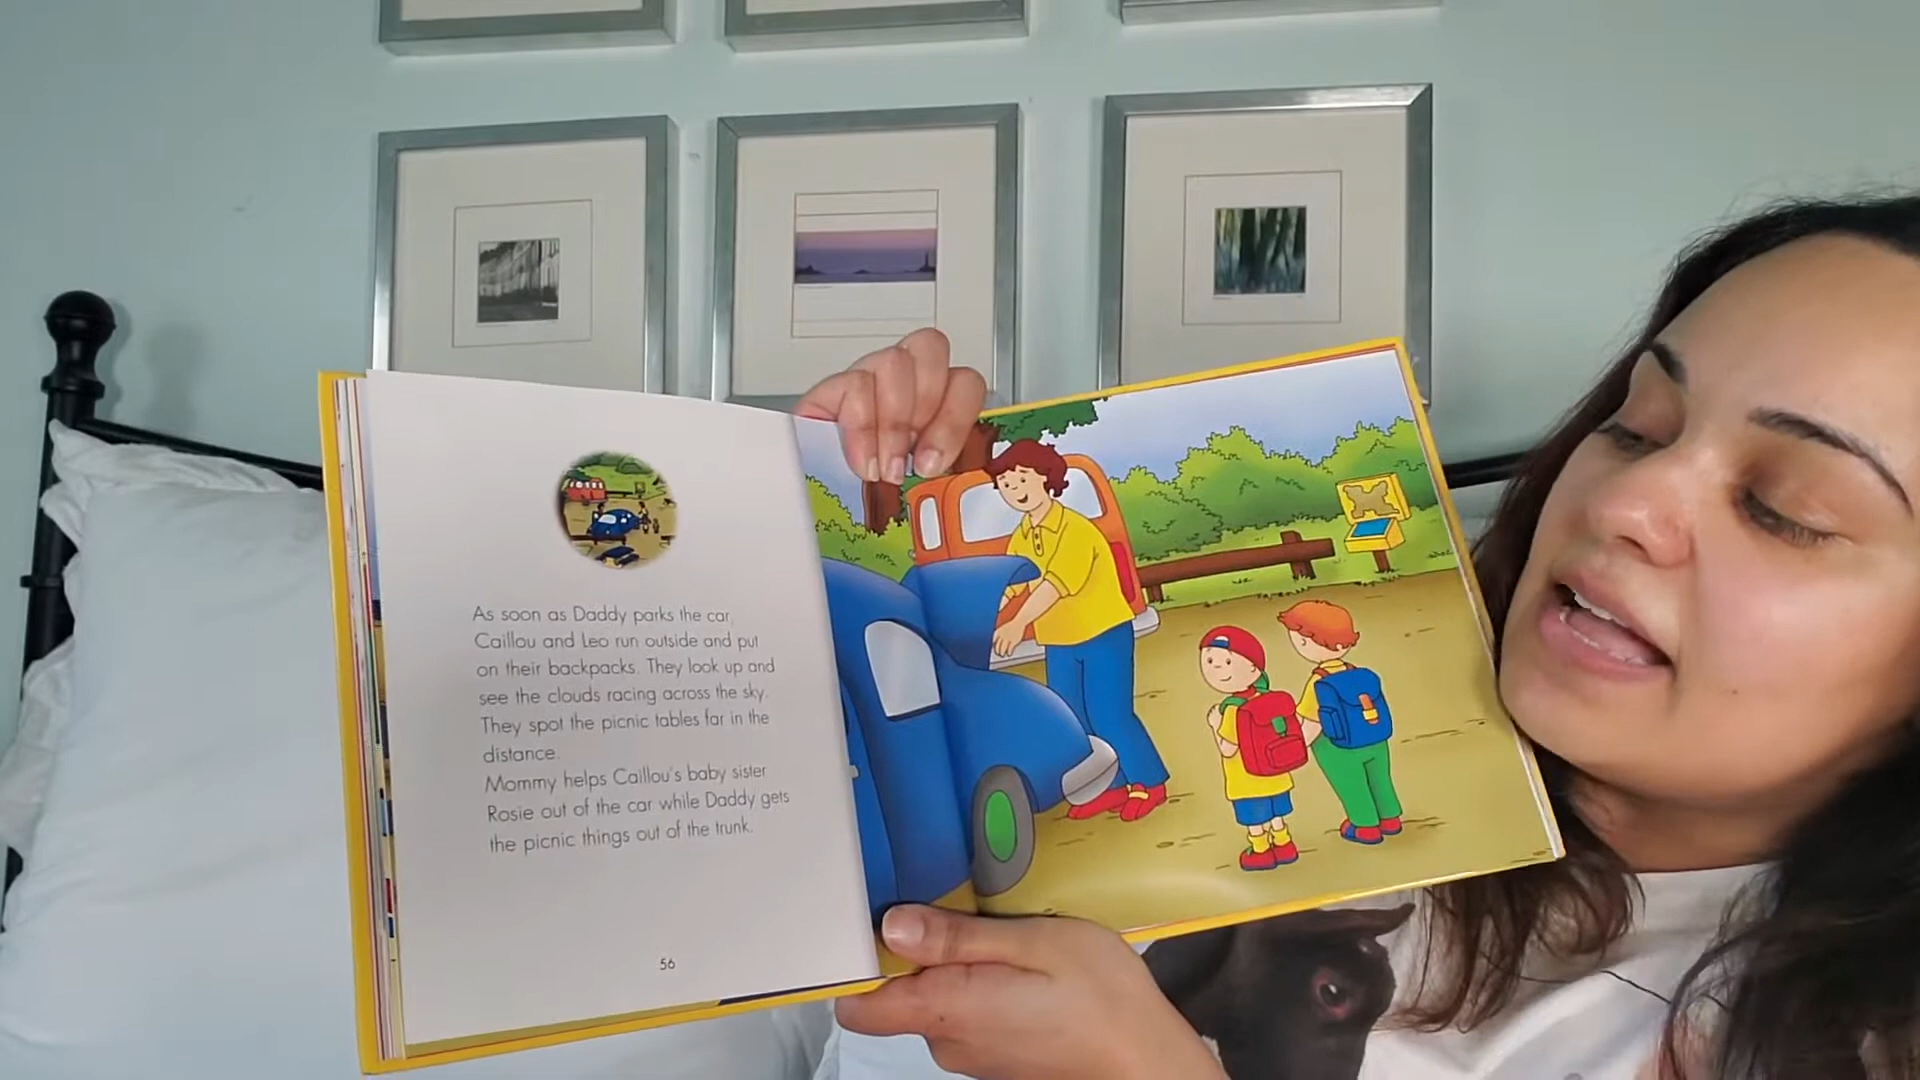 As soon as Daddy parks the car,
Caillou and Leo run outside and put
on their backpacks. They look up and
see the clouds racing across the sky.
They spot the picnic tables far in the
distance.
Mommy helps Caillou's baby sister
Rosie out of the car while Daddy gets
the picnic things out of the trunk.
56